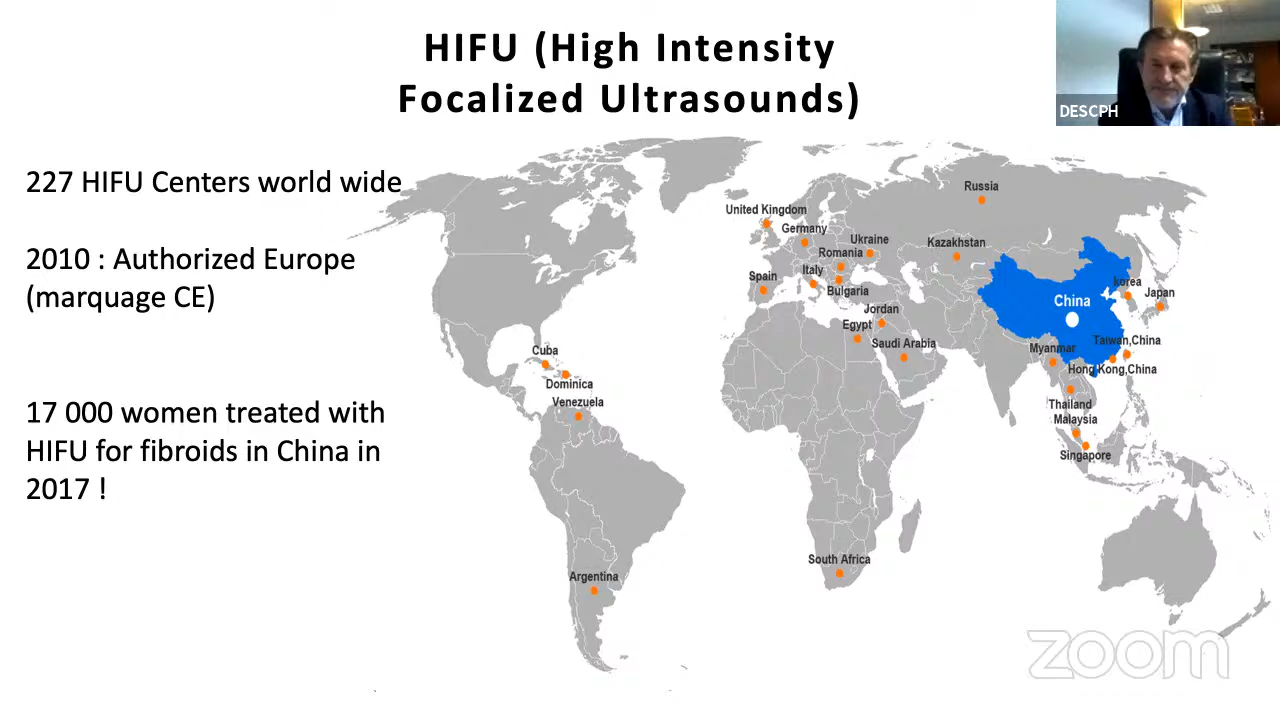 HIFU (High Intensity
Focalized Ultrasounds)
DESCPH
227 HIFU Centers world wide
2010 : Authorized Europe
(marquage CE)
17 000 women treated with
HIFU for fibroids in China in
2017 !
Russia
United Kingdom
Germany
Ukraine
Kazakhstan
Romania
Italy
Spain
Bulgaria
korea
Japan
China
Jordan
Egypt
Saudi Arabia
Taiwan,China
Myanmar
Hong Kong,China
Cuba
Dominica
Venezuela
Thailand
Malaysia
Singapore
South Africa
Argentina
zoom